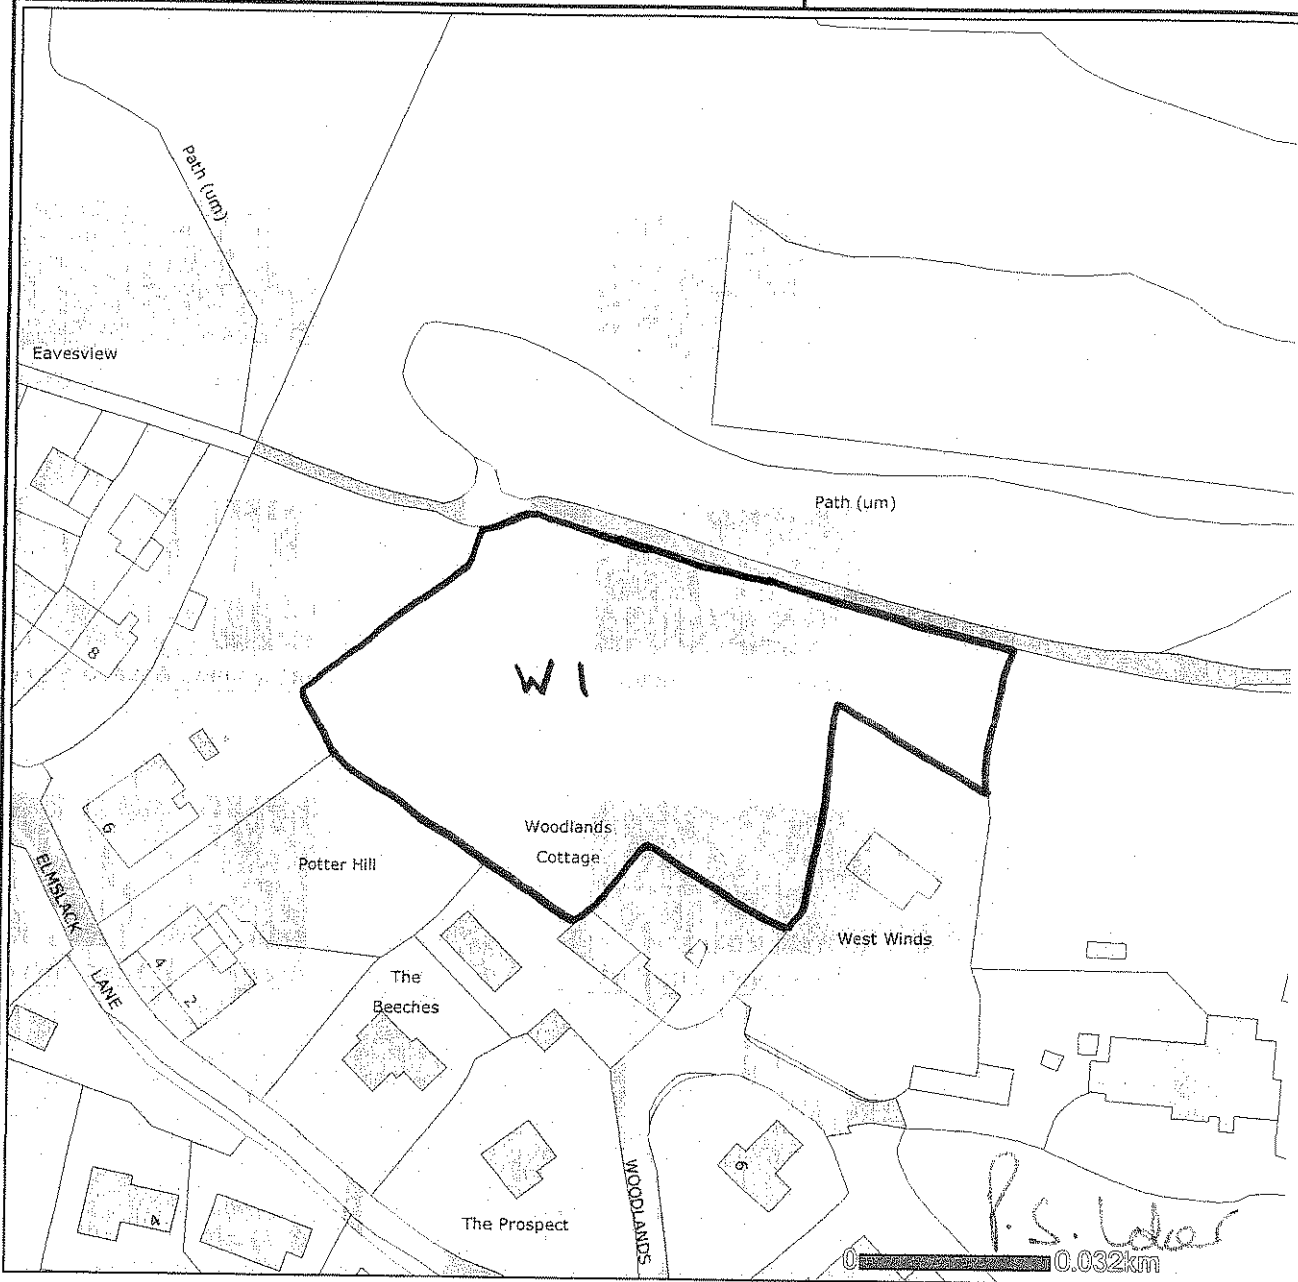 Path (um)
Eavesview
Path (um)
W1
8
6
Woodlands
Cottage
Potter Hill
ELMSLACK
LANE
West Winds
4
2
The
Beeches
WOODLANDS
6
4
The Prospect
P.S.
0 0.032km